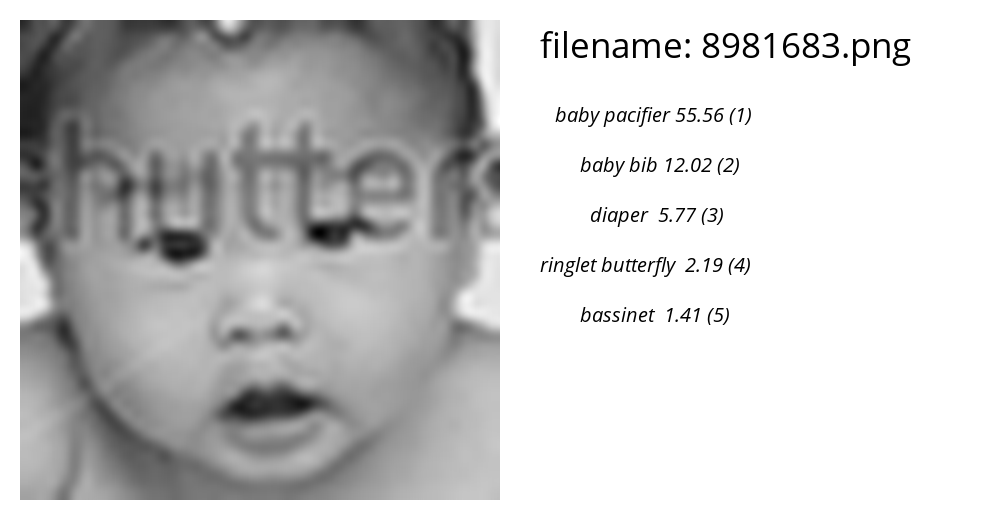 shutters
filename: 8981683.png
baby pacifier 55.56 (1)
baby bib 12.02 (2)
diaper 5.77 (3)
ringlet butterfly 2.19 (4)
bassinet 1.41 (5)